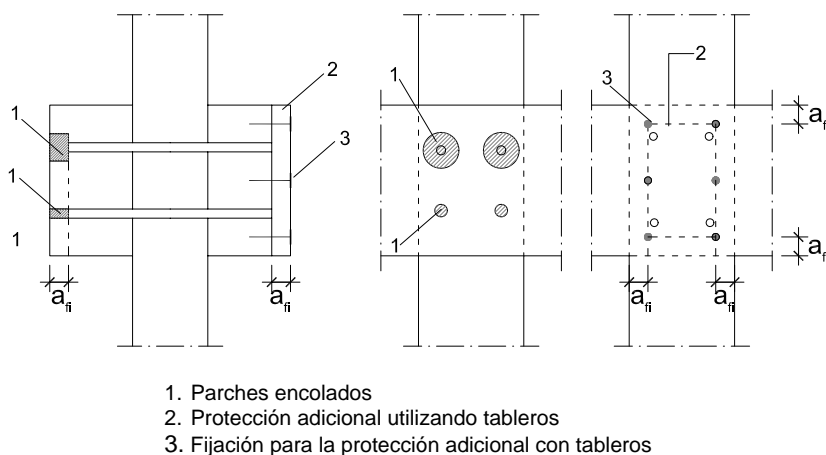 2
1
3
1
1
a fi
a fi
1
1
2
3
a f
a f
a fi
a fi
1. Parches encolados
2. Protección adicional utilizando tableros
3. Fijación para la protección adicional con tableros